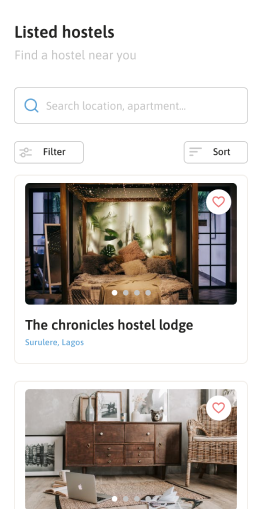 Listed hostels
Find a hostel near you
Search location, apartment...
Filter
Sort
The chronicles hostel lodge
Surulere, Lagos